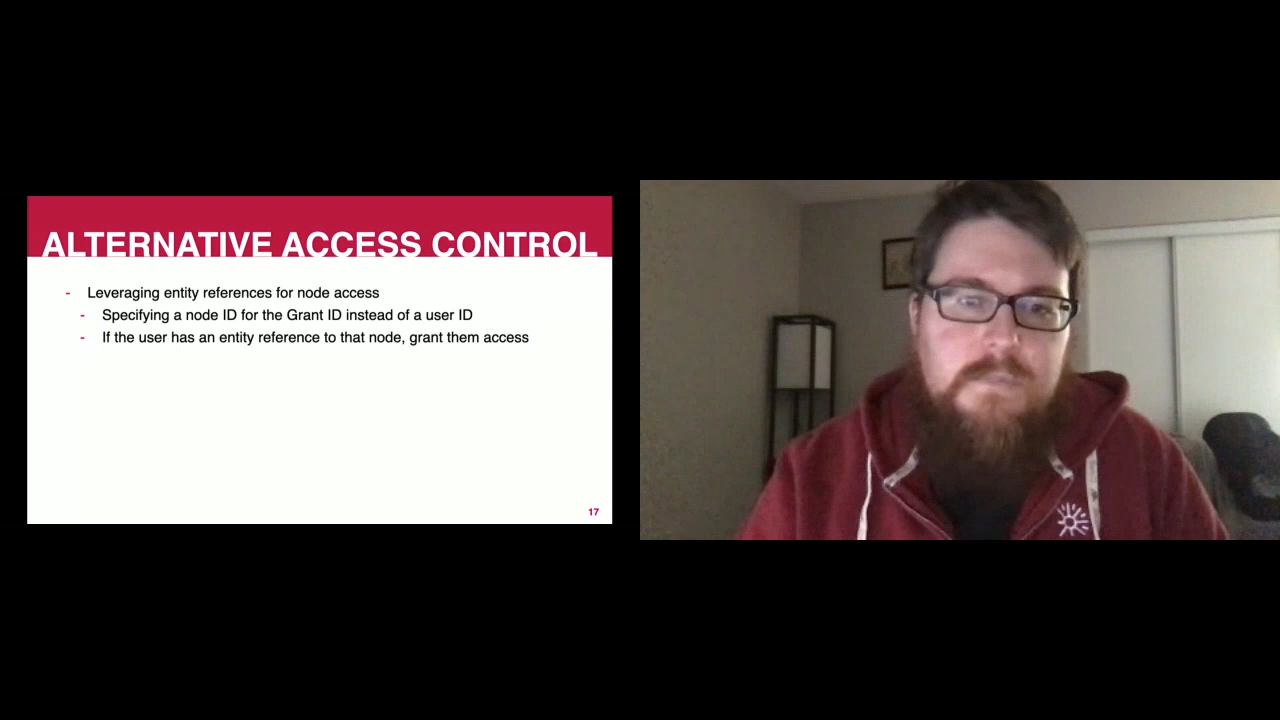 ALTERNATIVE ACCESS CONTROL
- Leveraging entity references for node access
- Specifying a node ID for the Grant ID instead of a user ID
- If the user has an entity reference to that node, grant them access
17